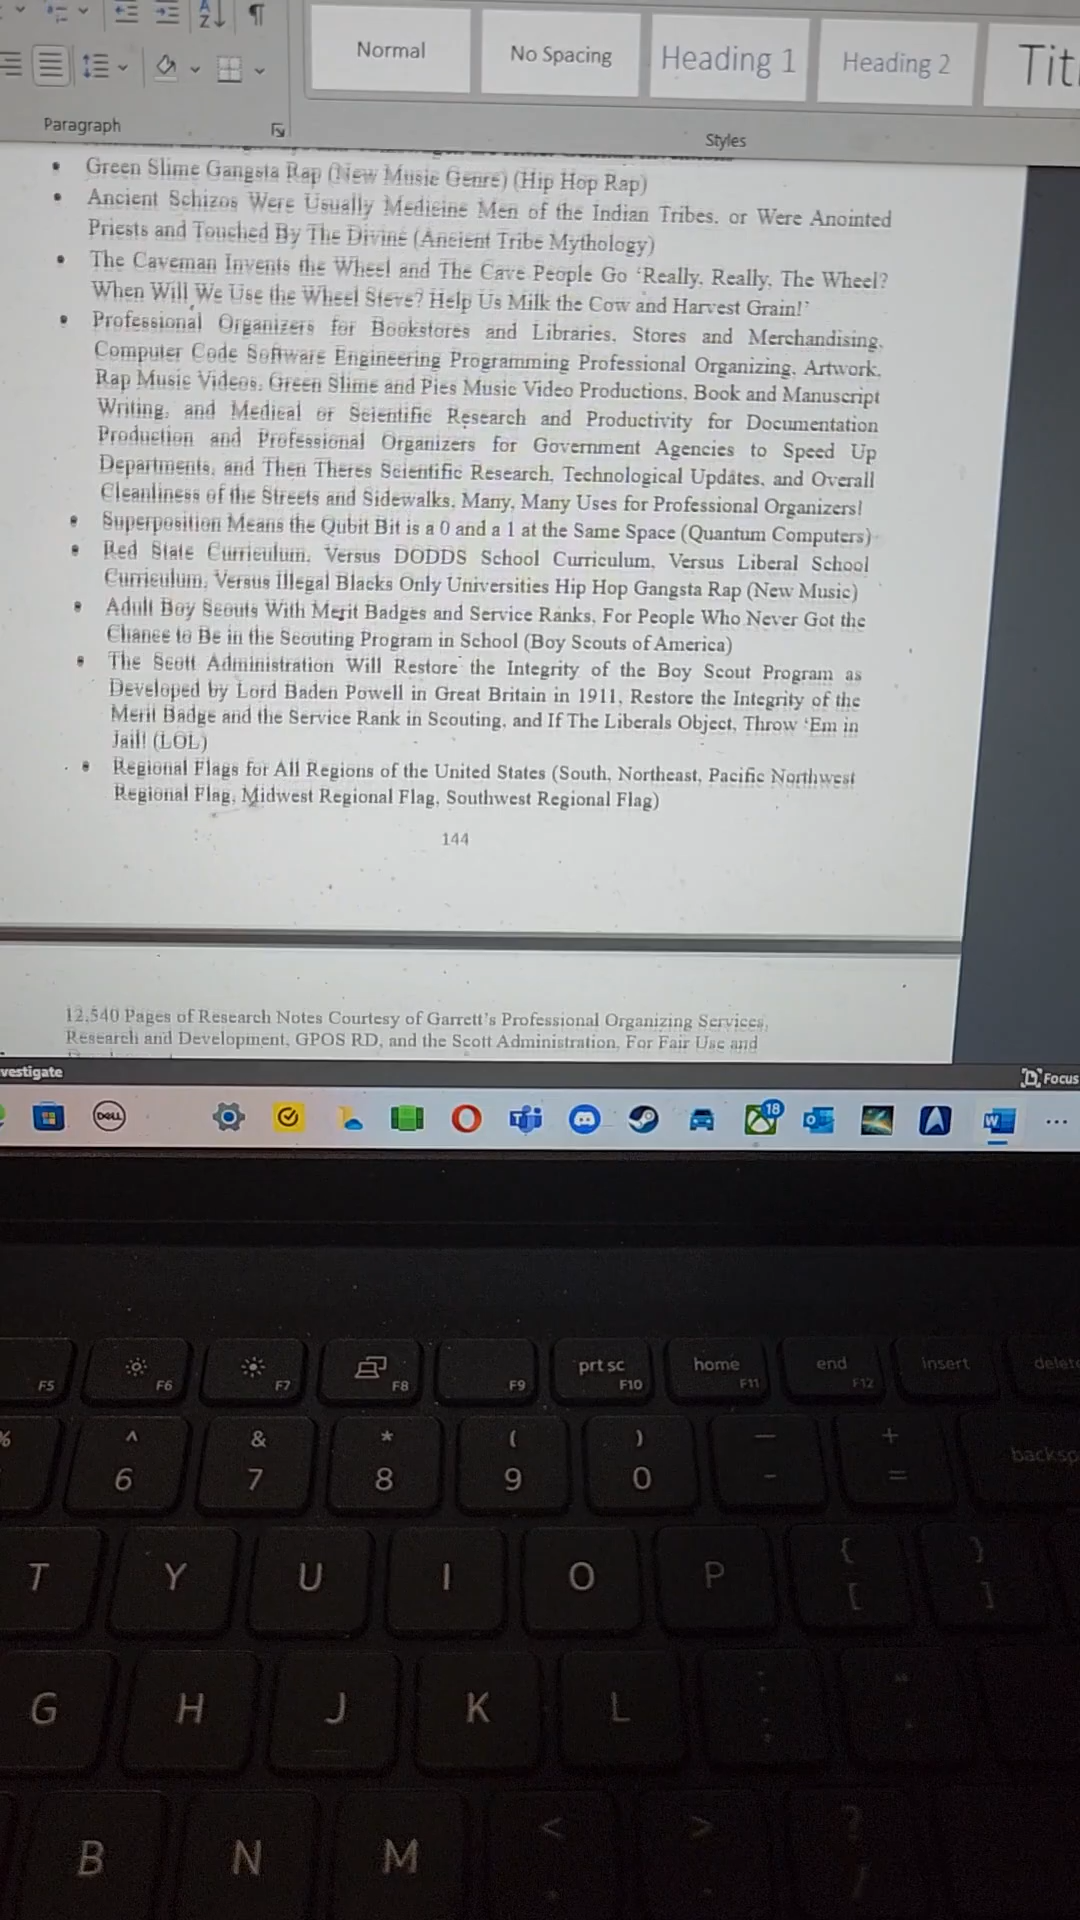 Normal
No Spacing
Heading 1
Heading 2
Paragraph
Styles
• Green Slime Gangsta Rap (New Music Genre) (Hip Hop Rap)
• Ancient Schizos Were Usually Medicine Men of the Indian Tribes, or Were Anointed
Priests and Touched By The Divine (Ancient Tribe Mythology)
• The Caveman Invents the Wheel and The Cave People Go ‘Really, Really, The Wheel?
When Will We Use the Wheel Steve? Help Us Milk the Cow and Harvest Grain!’
• Professional Organizers for Bookstores and Libraries, Stores and Merchandising,
Computer Code Software Engineering Programming Professional Organizing, Artwork,
Rap Music Videos, Green Slime and Pies Music Video Productions, Book and Manuscript
Writing, and Medical or Scientific Research and Productivity for Documentation
Production and Professional Organizers for Government Agencies to Speed Up
Departments, and Then Theres Scientific Research, Technological Updates, and Overall
Cleanliness of the Streets and Sidewalks, Many, Many Uses for Professional Organizers!
• Superposition Means the Qubit Bit is a 0 and a 1 at the Same Space (Quantum Computers)
• Red State Curriculum, Versus DODDS School Curriculum, Versus Liberal School
Curriculum, Versus Illegal Blacks Only Universities Hip Hop Gangsta Rap (New Music)
• Adult Boy Scouts With Merit Badges and Service Ranks, For People Who Never Got the
Chance to Be in the Scouting Program in School (Boy Scouts of America)
• The Scott Administration Will Restore the Integrity of the Boy Scout Program as
Developed by Lord Baden Powell in Great Britain in 1911, Restore the Integrity of the
Merit Badge and the Service Rank in Scouting, and If The Liberals Object, Throw ‘Em in
Jail! (LOL)
• Regional Flags for All Regions of the United States (South, Northeast, Pacific Northwest
Regional Flag, Midwest Regional Flag, Southwest Regional Flag)
144
12,540 Pages of Research Notes Courtesy of Garrett’s Professional Organizing Services,
Research and Development, GPOS RD, and the Scott Administration, For Fair Use and
vestigate
Focus
DELL
18
prt sc home end insert delete
F5 F6 F7 F8 F9 F10 F11 F12
% ^ & * ( ) — +
6 7 8 9 0 - = backsp
T Y U I O P { [ } ]
G H J K L : ;
B N M < > ? /